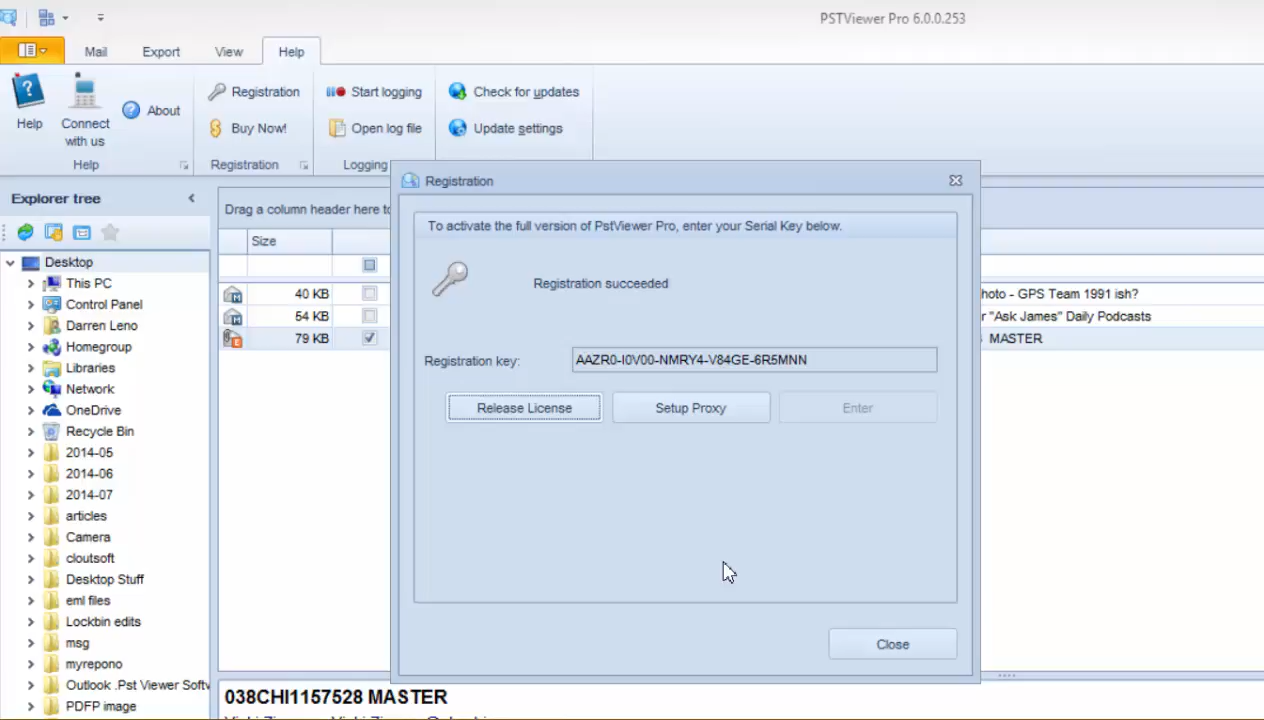 PSTViewer Pro 6.0.0.253
Mail Export View Help
Help
Connect with us
About
Help
Registration
Buy Now!
Registration
Start logging
Open log file
Logging
Check for updates
Update settings
Explorer tree
Desktop
This PC
Control Panel
Darren Leno
Homegroup
Libraries
Network
OneDrive
Recycle Bin
2014-05
2014-06
2014-07
articles
Camera
cloutsoft
Desktop Stuff
eml files
Lockbin edits
msg
myrepono
Outlook .Pst Viewer Softv
PDFP image
Drag a column header here to
Size
40 KB hoto - GPS Team 1991 ish?
54 KB r "Ask James" Daily Podcasts
79 KB MASTER
Registration
To activate the full version of PstViewer Pro, enter your Serial Key below.
Registration succeeded
Registration key: AAZR0-I0V00-NMRY4-V84GE-6R5MNN
Release License Setup Proxy Enter
Close
038CHI1157528 MASTER